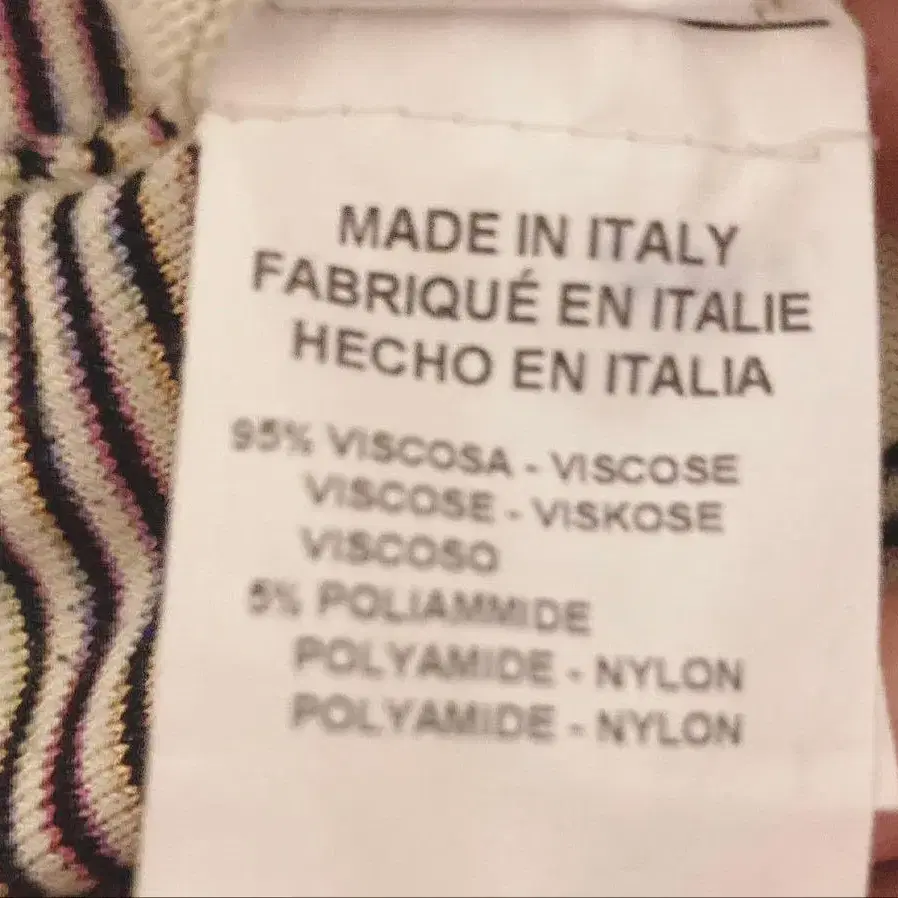 MADE IN ITALY
FABRIQUÉ EN ITALIE
HECHO EN ITALIA
95% VISCOSA - VISCOSE
VISCOSE - VISKOSE
VISCOSO
5% POLIAMMIDE
POLYAMIDE - NYLON
POLYAMIDE - NYLON